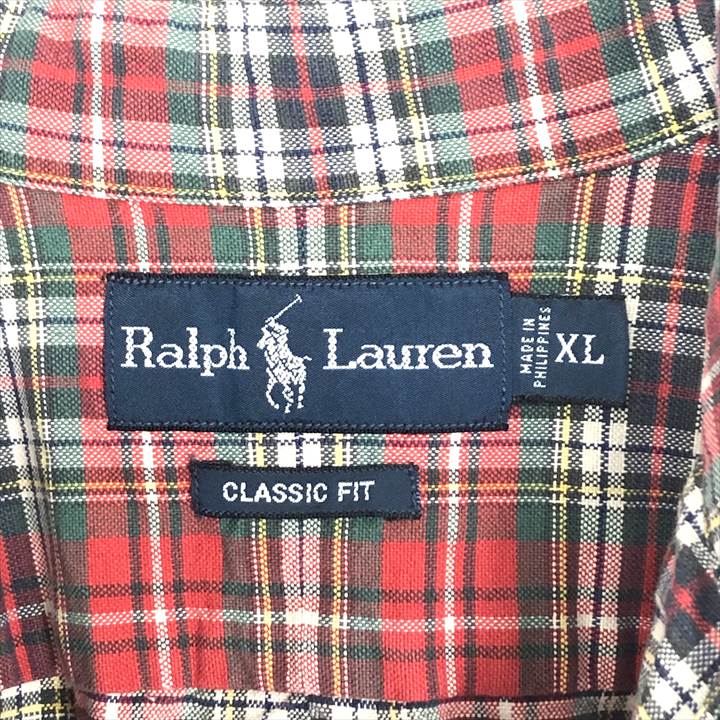 Ralph Lauren
MADE IN
PHILIPPINES
XL
CLASSIC FIT